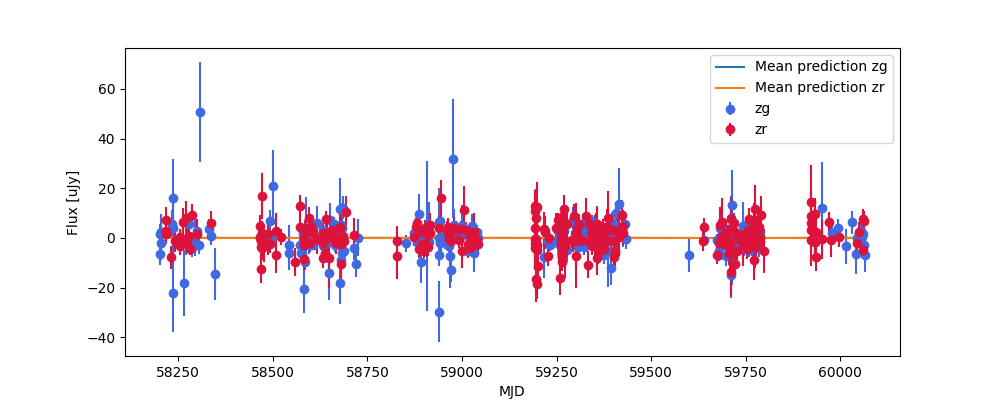 Flux [uJy]
60
40
20
0
−20
−40
58250
58500
58750
59000
59250
59500
59750
60000
MJD
Mean prediction zg
Mean prediction zr
zg
zr